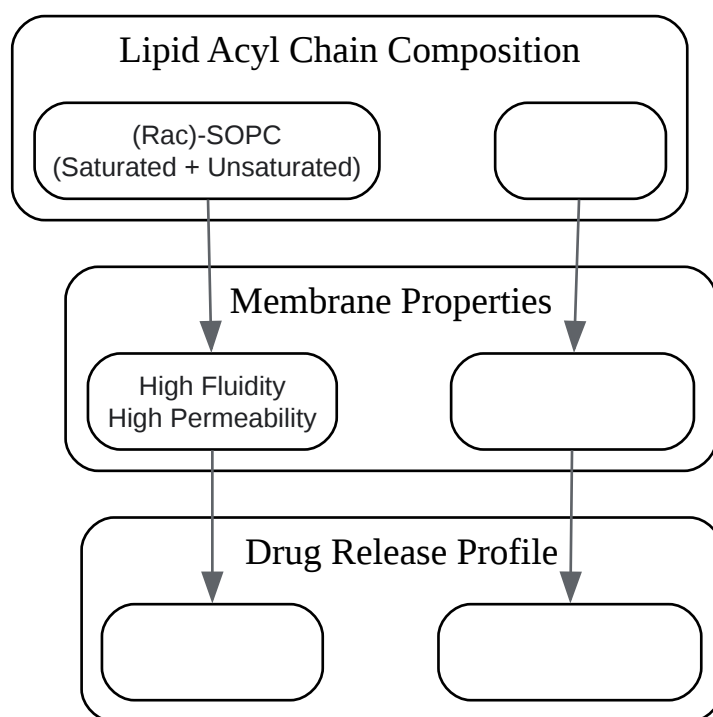 Lipid Acyl Chain Composition
(Rac)-SOPC
(Saturated + Unsaturated)
Membrane Properties
High Fluidity
High Permeability
Drug Release Profile